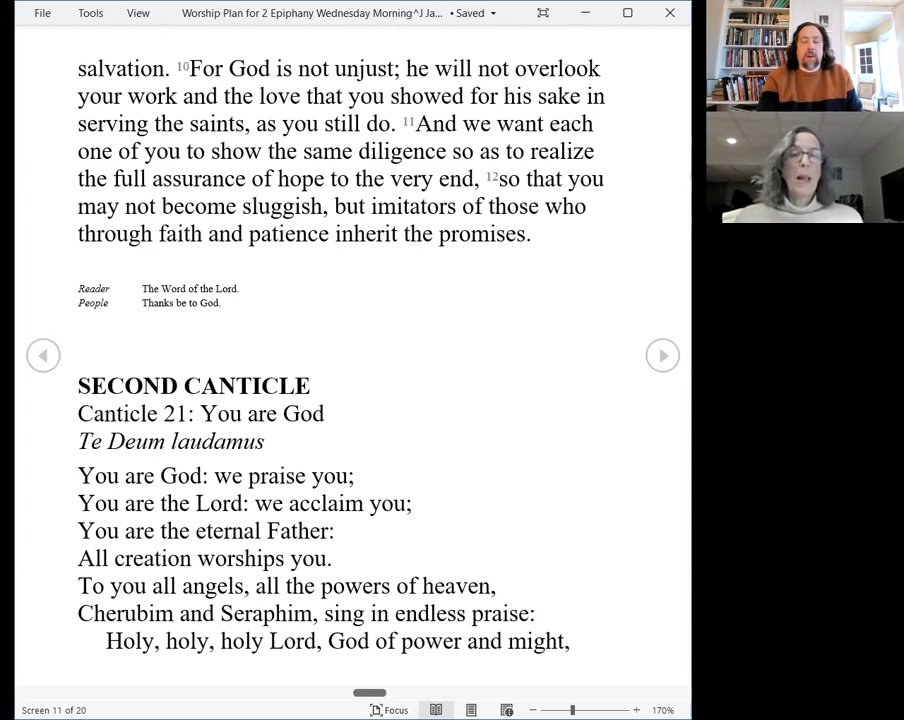 File Tools View Worship Plan for 2 Epiphany Wednesday Morning^J Ja... • Saved
salvation. 10For God is not unjust; he will not overlook
your work and the love that you showed for his sake in
serving the saints, as you still do. 11And we want each
one of you to show the same diligence so as to realize
the full assurance of hope to the very end, 12so that you
may not become sluggish, but imitators of those who
through faith and patience inherit the promises.
Reader The Word of the Lord.
People Thanks be to God.
SECOND CANTICLE
Canticle 21: You are God
Te Deum laudamus
You are God: we praise you;
You are the Lord: we acclaim you;
You are the eternal Father:
All creation worships you.
To you all angels, all the powers of heaven,
Cherubim and Seraphim, sing in endless praise:
Holy, holy, holy Lord, God of power and might,
Screen 11 of 20 Focus 170%